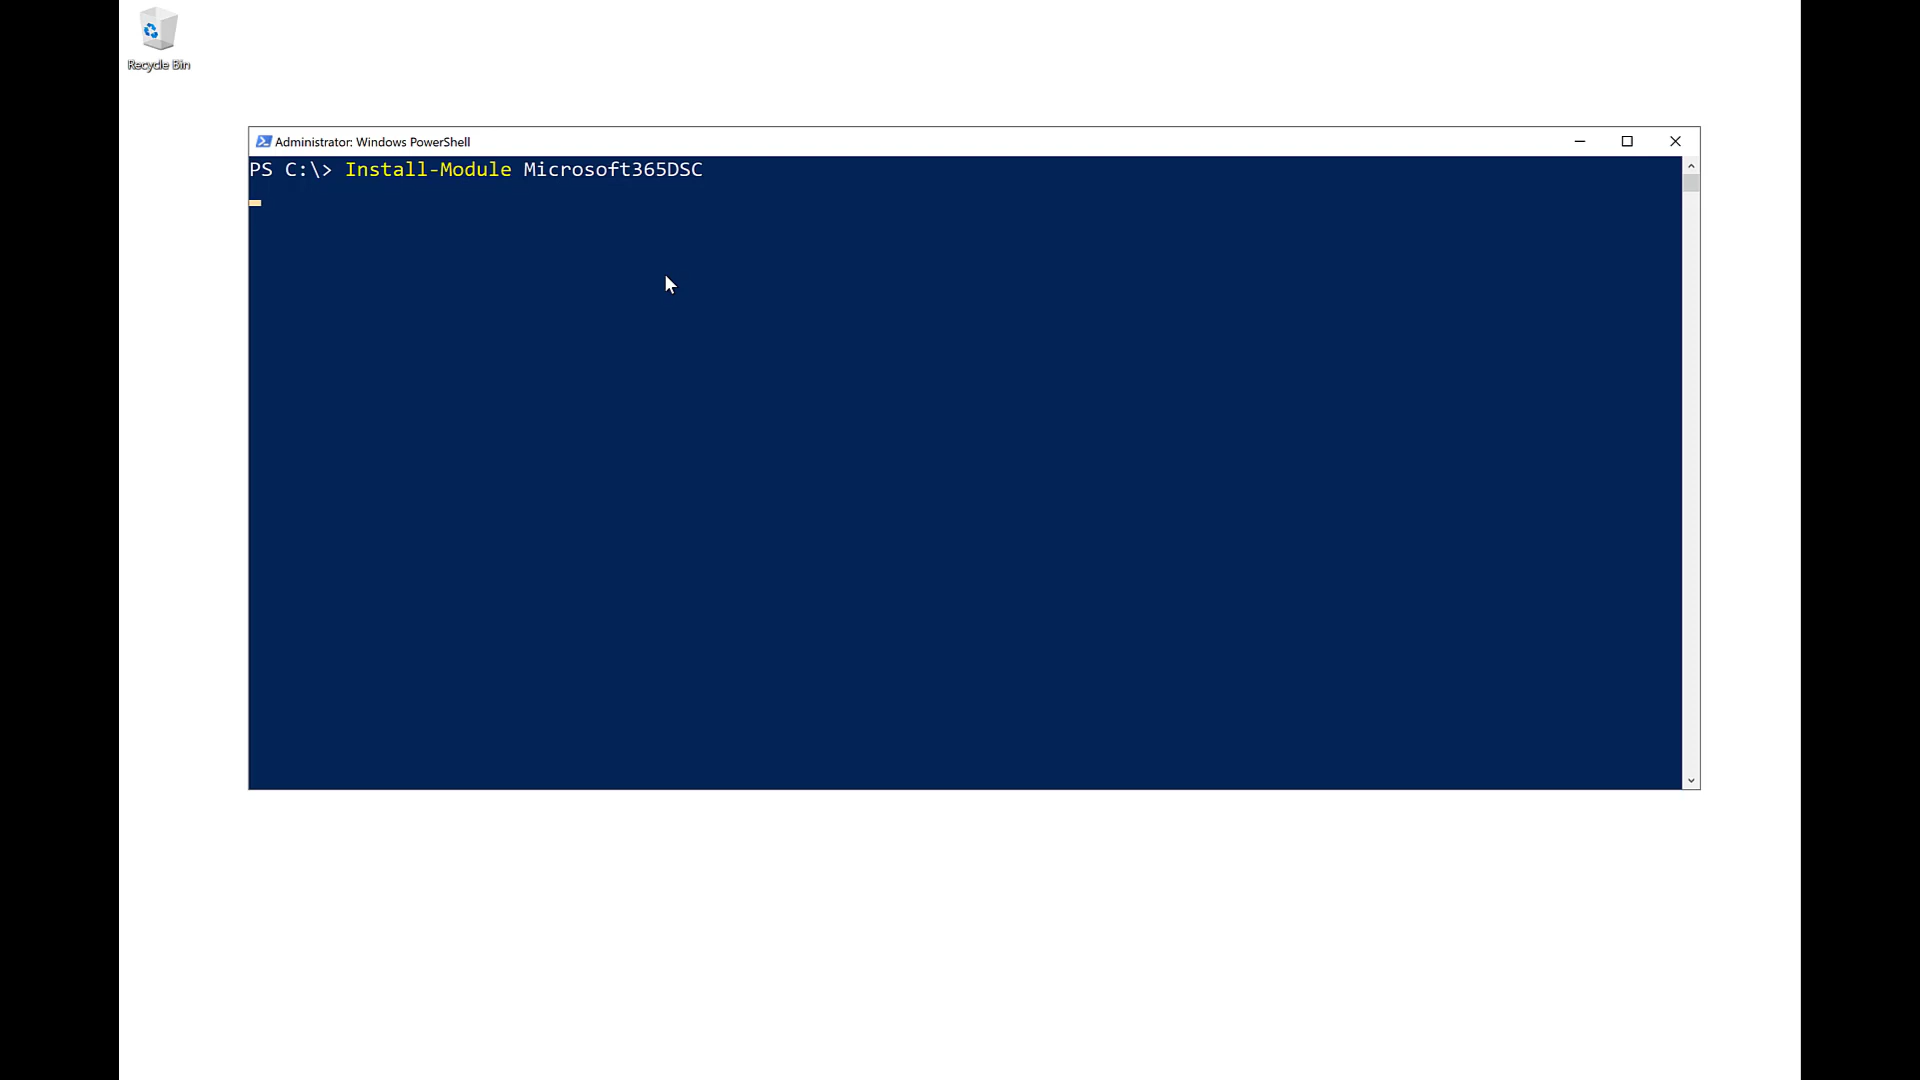 Recycle Bin
Administrator: Windows PowerShell
PS C:\> Install-Module Microsoft365DSC